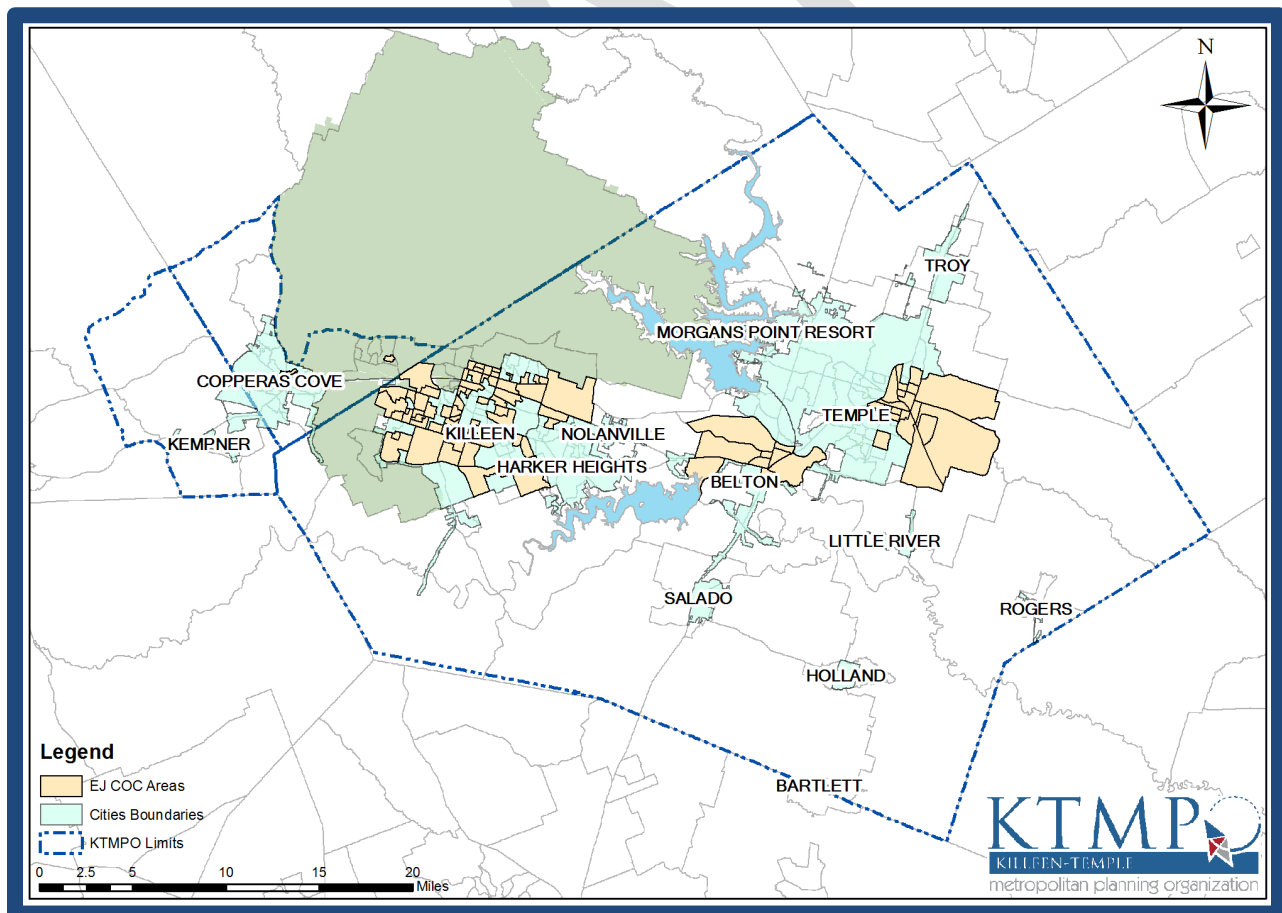 N
TROY
MORGANS POINT RESORT
COPPERAS COVE
TEMPLE
KILLEEN
NOLANVILLE
KEMPNER
HARKER HEIGHTS
BELTON
LITTLE RIVER
SALADO
ROGERS
HOLLAND
BARTLETT
Legend
EJ COC Areas
Cities Boundaries
KTMPO Limits
0 2.5 5 10 15 20
Miles
KTMPO
KILLEEN-TEMPLE
metropolitan planning organization